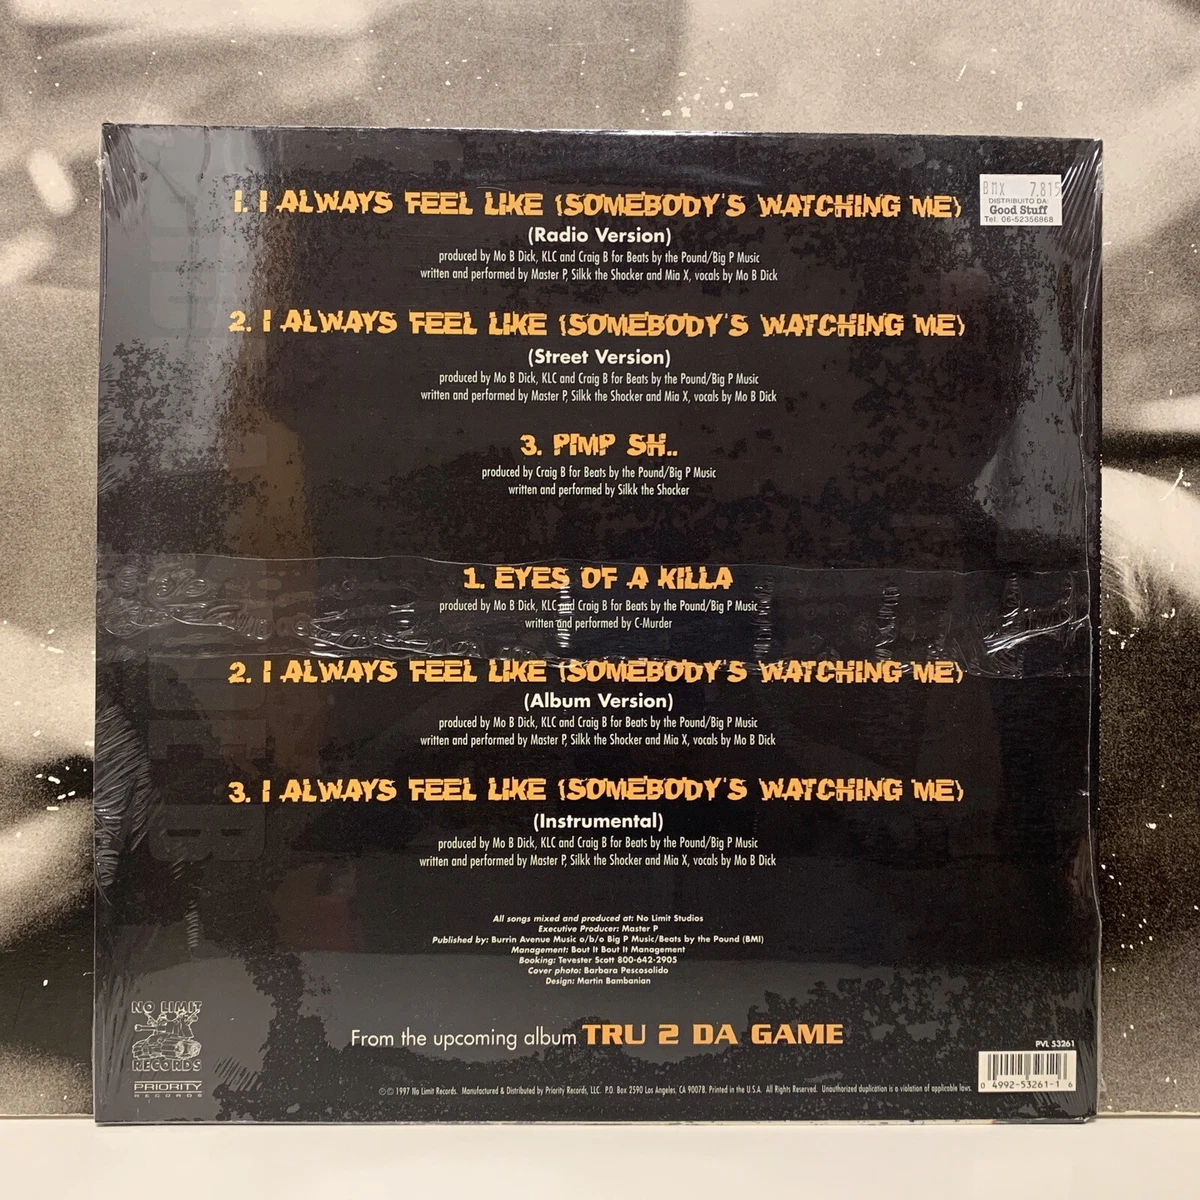 1. I ALWAYS FEEL LIKE (SOMEBODY'S WATCHING ME)
(Radio Version)
produced by Mo B Dick, KLC and Craig B for Beats by the Pound/Big P Music
written and performed by Master P, Silkk the Shocker and Mia X, vocals by Mo B Dick
BMX 7.815
DISTRIBUITO DA:
Good Stuff
Tel. 06-52356868
2. I ALWAYS FEEL LIKE (SOMEBODY'S WATCHING ME)
(Street Version)
produced by Mo B Dick, KLC and Craig B for Beats by the Pound/Big P Music
written and performed by Master P, Silkk the Shocker and Mia X, vocals by Mo B Dick
3. PIMP SH..
produced by Craig B for Beats by the Pound/Big P Music
written and performed by Silkk the Shocker
1. EYES OF A KILLA
produced by Mo B Dick, KLC and Craig B for Beats by the Pound/Big P Music
written and performed by C-Murder
2. I ALWAYS FEEL LIKE (SOMEBODY'S WATCHING ME)
(Album Version)
produced by Mo B Dick, KLC and Craig B for Beats by the Pound/Big P Music
written and performed by Master P, Silkk the Shocker and Mia X, vocals by Mo B Dick
3. I ALWAYS FEEL LIKE (SOMEBODY'S WATCHING ME)
(Instrumental)
produced by Mo B Dick, KLC and Craig B for Beats by the Pound/Big P Music
written and performed by Master P, Silkk the Shocker and Mia X, vocals by Mo B Dick
All songs mixed and produced at: No Limit Studios
Executive Producer: Master P
Published by: Burrin Avenue Music o/b/o Big P Music/Beats by the Pound (BMI)
Management: Bout It Bout It Management
Booking: Tevester Scott 800-642-2905
Cover photo: Barbara Pescosolido
Design: Martin Bambanian
NO LIMIT
RECORDS
PRIORITY
RECORDS
From the upcoming album TRU 2 DA GAME
PVL 53261
0 4992-53261-1 6
℗© 1997 No Limit Records. Manufactured & Distributed by Priority Records, LLC. P.O. Box 2590 Los Angeles, CA 90078. Printed in the U.S.A. All Rights Reserved. Unauthorized duplication is a violation of applicable laws.